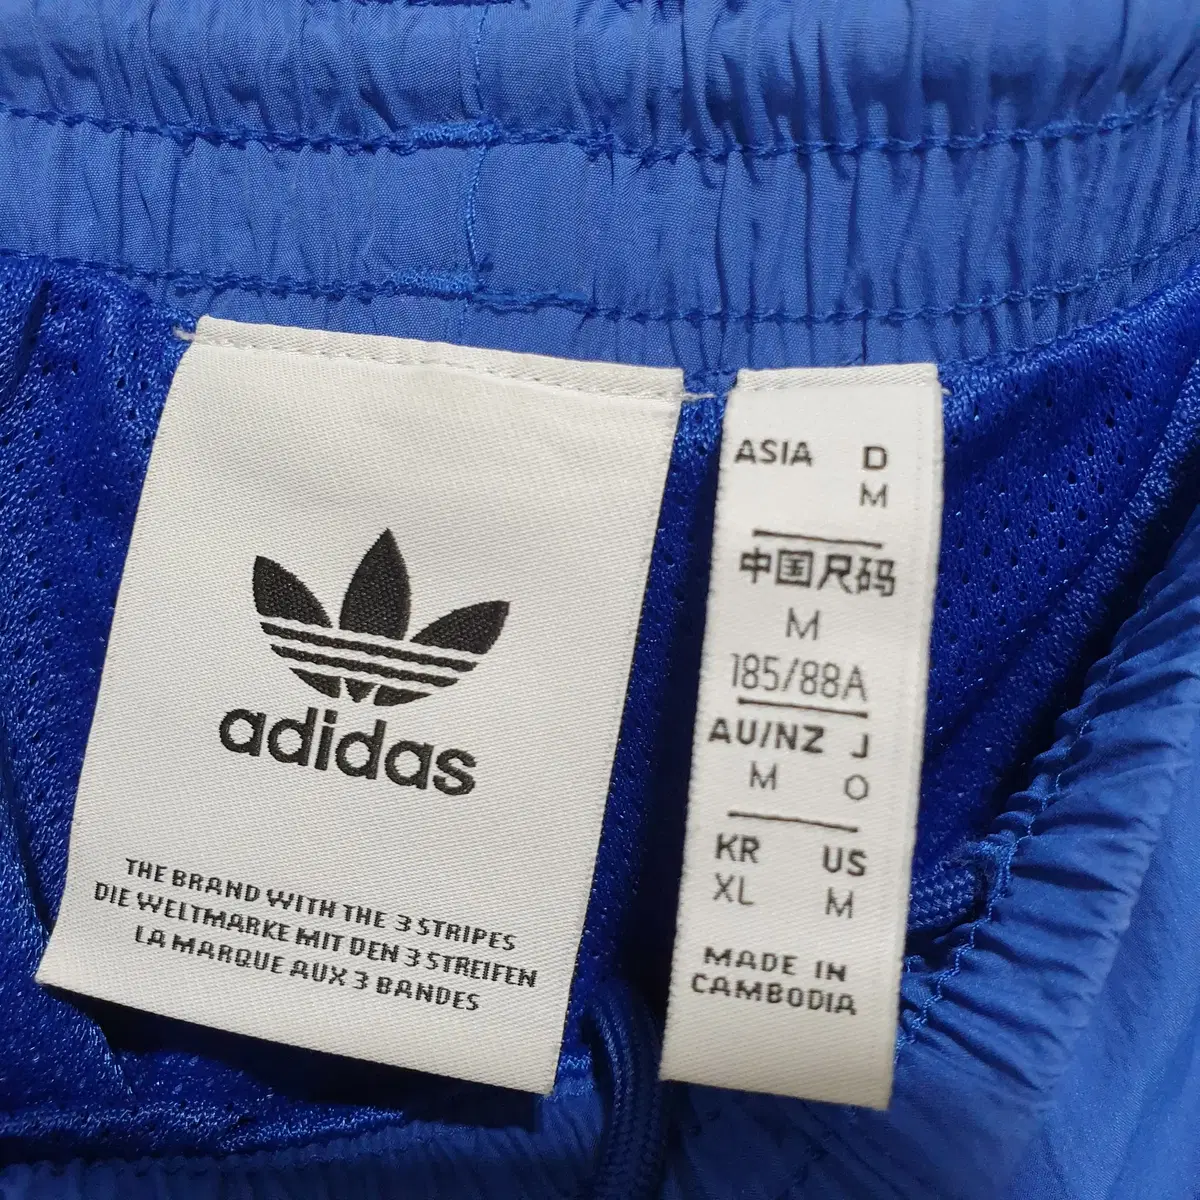 adidas
THE BRAND WITH THE 3 STRIPES
DIE WELTMARKE MIT DEN 3 STREIFEN
LA MARQUE AUX 3 BANDES
ASIA D
M
中国尺码
M
185/88A
AU/NZ J
M O
KR US
XL M
MADE IN
CAMBODIA